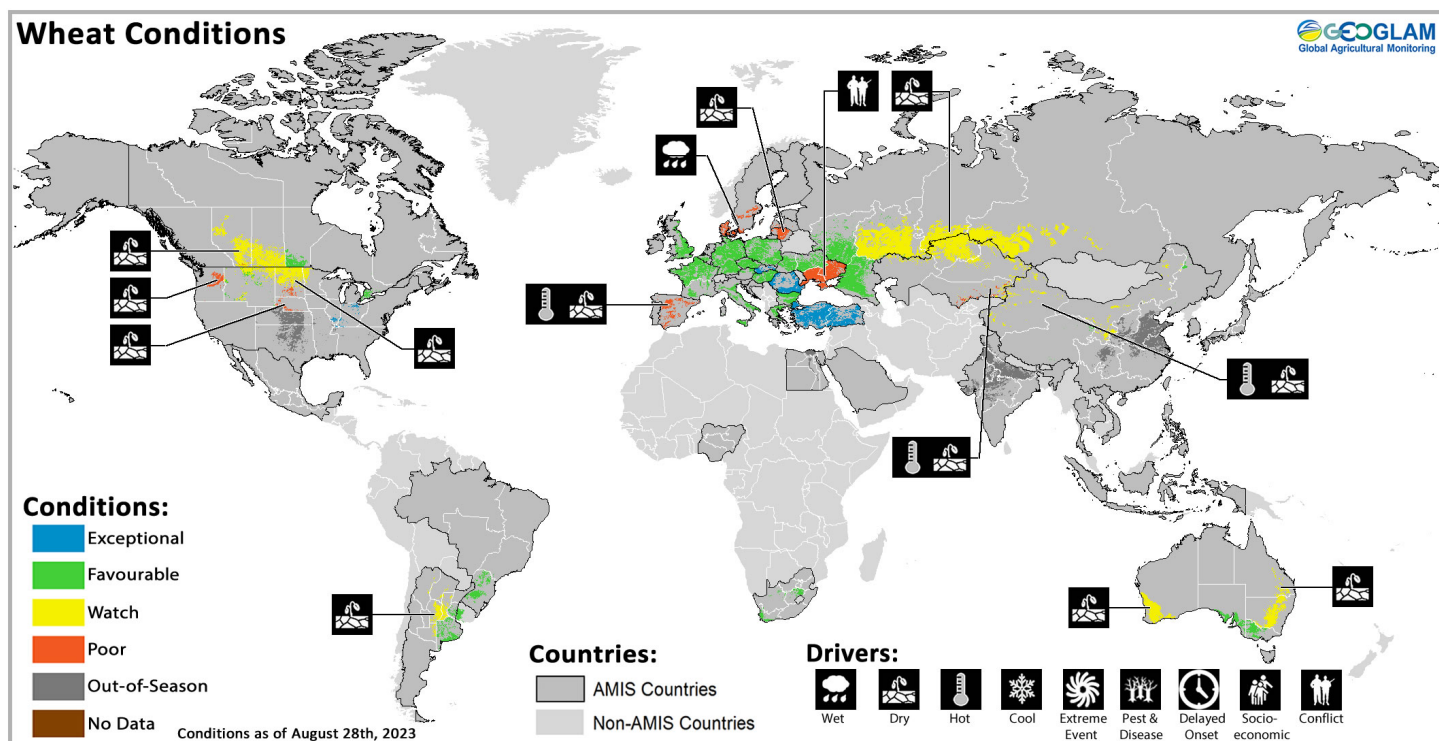 Wheat Conditions
GEOGLAM
Global Agricultural Monitoring
Conditions:
Exceptional
Favourable
Watch
Poor
Out-of-Season
No Data
Conditions as of August 28th, 2023
Countries:
AMIS Countries
Non-AMIS Countries
Drivers:
Wet
Dry
Hot
Cool
Extreme
Event
Pest &
Disease
Delayed
Onset
Socio-
economic
Conflict